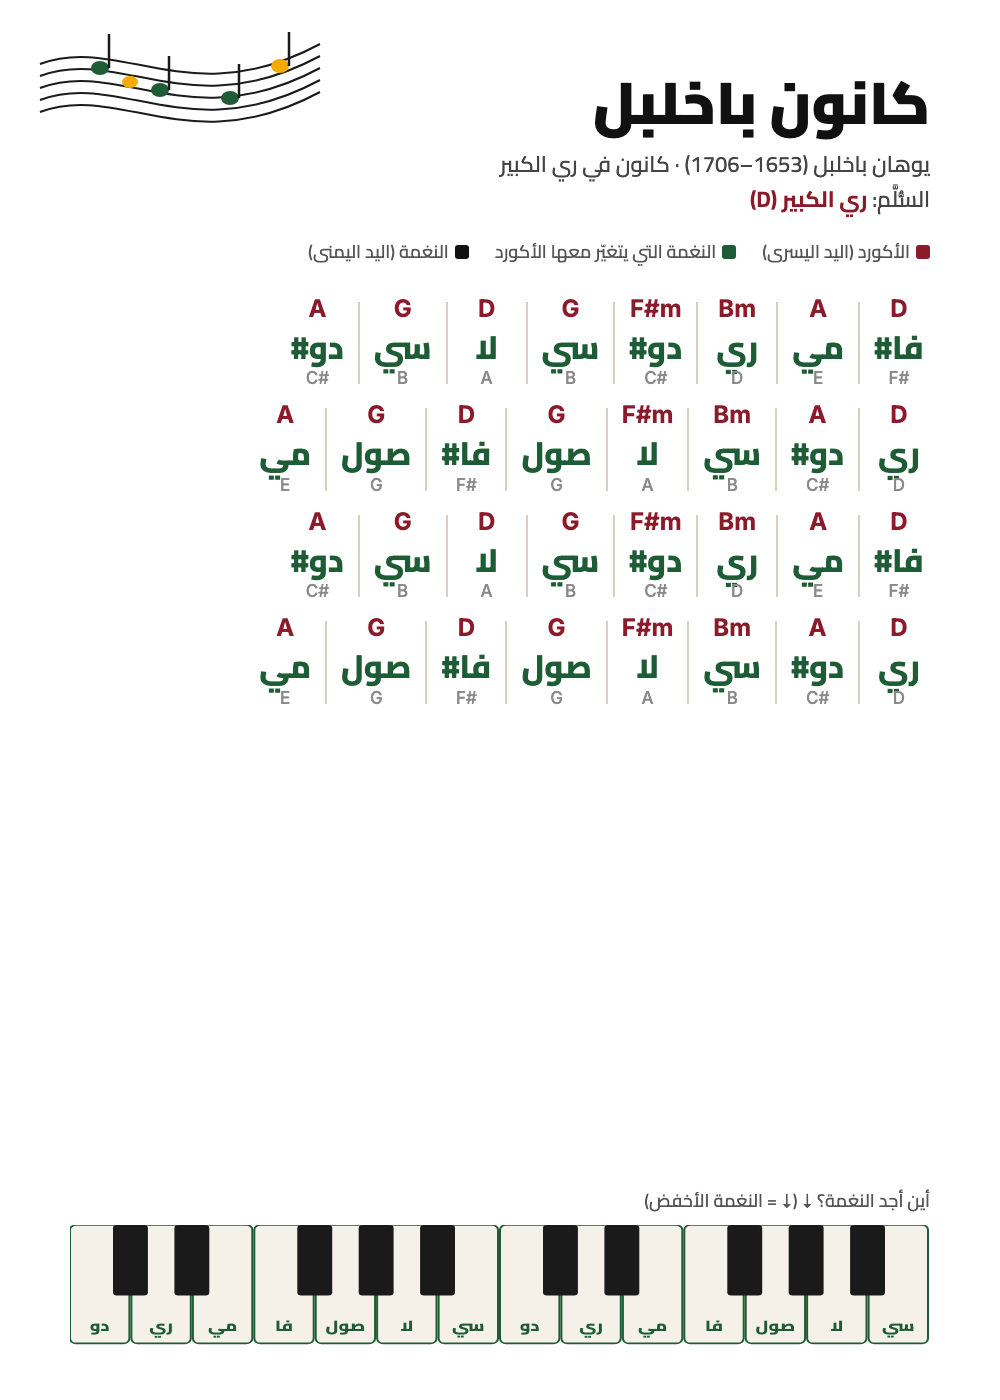 كانون باخلبل
يوهان باخلبل (1653–1706) · كانون في ري الكبير
السُّلَّم: ري الكبير (D)
الأكورد (اليد اليسرى) النغمة التي يتغيّر معها الأكورد النغمة (اليد اليمنى)
D A Bm F#m G D G A
فا# مي ري دو# سي لا سي دو#
F# E D C# B A B C#
D A Bm F#m G D G A
ري دو# سي لا صول فا# صول مي
D C# B A G F# G E
D A Bm F#m G D G A
فا# مي ري دو# سي لا سي دو#
F# E D C# B A B C#
D A Bm F#m G D G A
ري دو# سي لا صول فا# صول مي
D C# B A G F# G E
أين أجد النغمة؟ ↓ (↓ = النغمة الأخفض)
دو ري مي فا صول لا سي دو ري مي فا صول لا سي